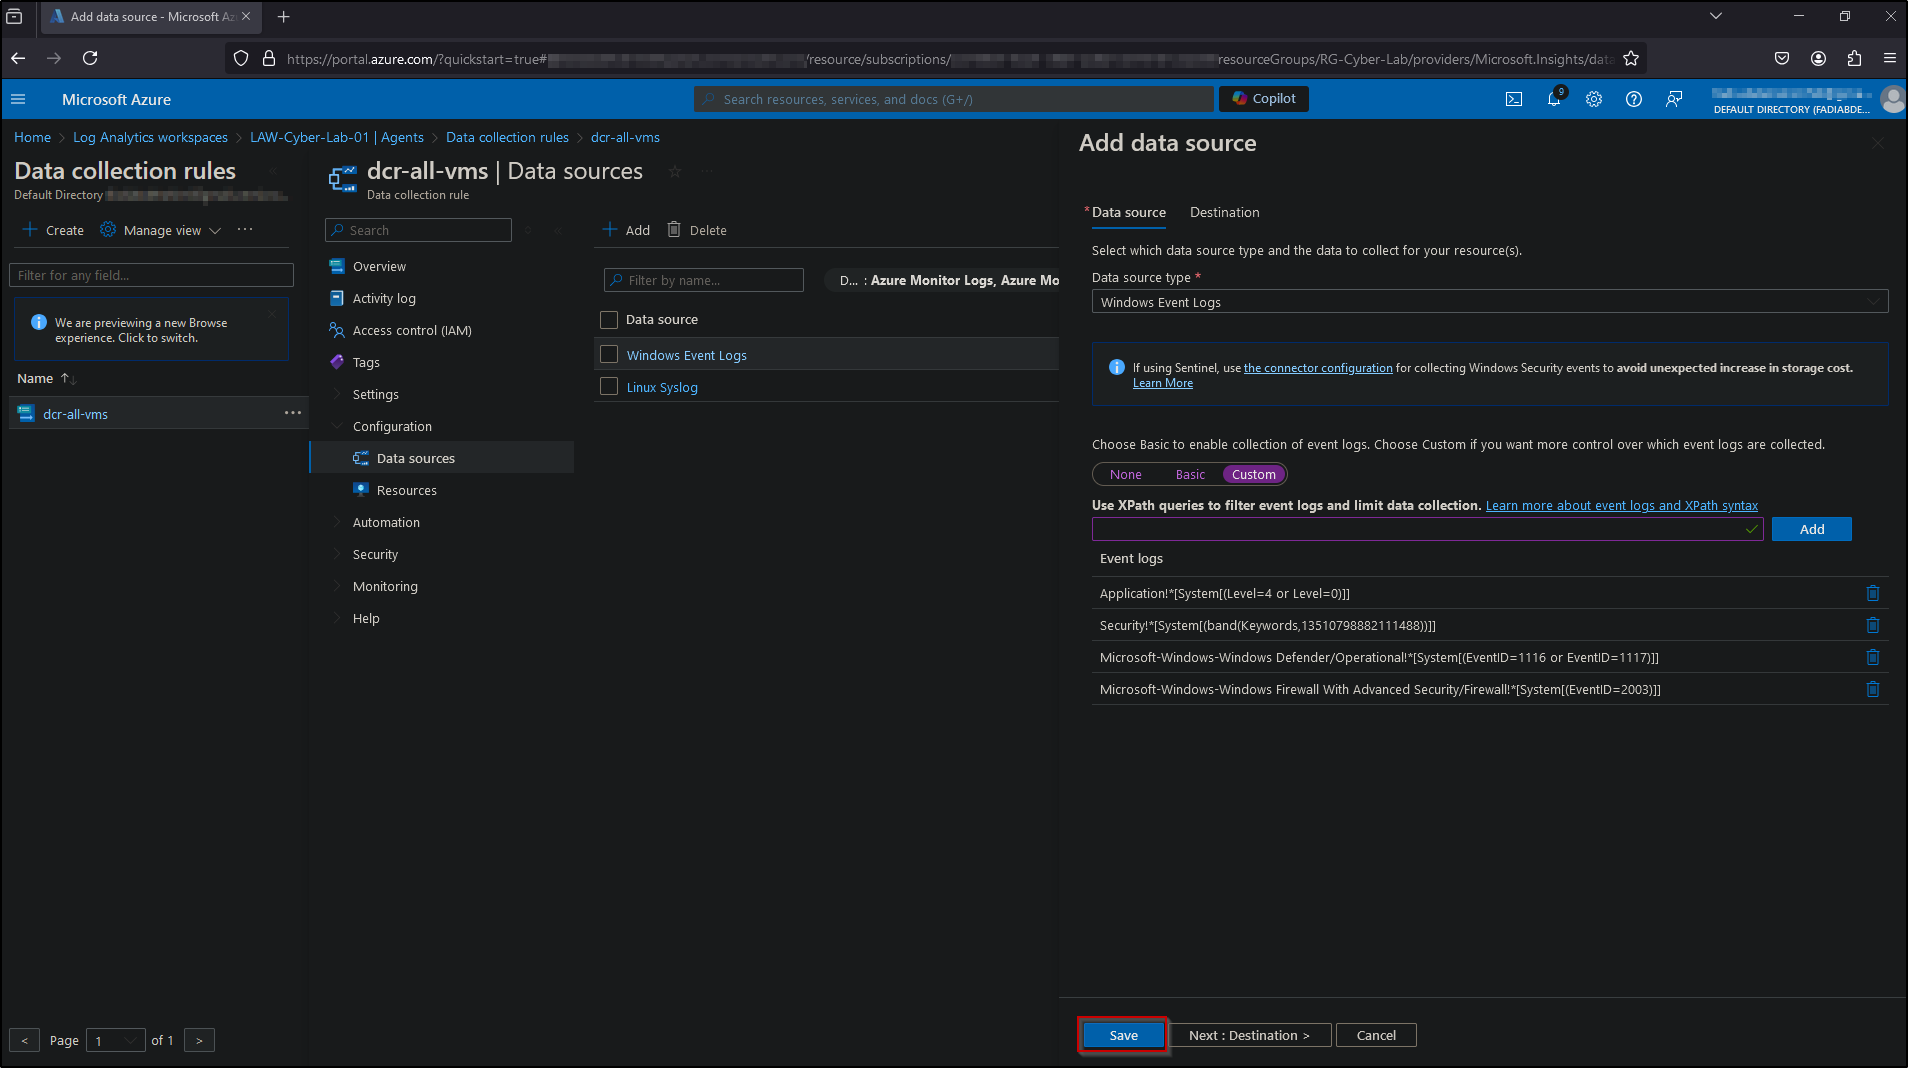 Add data source - Microsoft Az
https://portal.azure.com/?quickstart=true# /resource/subscriptions/ resourceGroups/RG-Cyber-Lab/providers/Microsoft.Insights/data
Microsoft Azure
Search resources, services, and docs (G+/)
Copilot
9
DEFAULT DIRECTORY (FADIABDE...
Home > Log Analytics workspaces > LAW-Cyber-Lab-01 | Agents > Data collection rules > dcr-all-vms
Data collection rules
Default Directory
Create
Manage view
...
Filter for any field...
We are previewing a new Browse
experience. Click to switch.
Name
dcr-all-vms
...
< Page 1 of 1 >
dcr-all-vms | Data sources
Data collection rule
Search
Overview
Activity log
Access control (IAM)
Tags
Settings
Configuration
Data sources
Resources
Automation
Security
Monitoring
Help
Add
Delete
Filter by name...
D... : Azure Monitor Logs, Azure Mo
Data source
Windows Event Logs
Linux Syslog
Add data source
* Data source
Destination
Select which data source type and the data to collect for your resource(s).
Data source type *
Windows Event Logs
If using Sentinel, use the connector configuration for collecting Windows Security events to avoid unexpected increase in storage cost.
Learn More
Choose Basic to enable collection of event logs. Choose Custom if you want more control over which event logs are collected.
None
Basic
Custom
Use XPath queries to filter event logs and limit data collection. Learn more about event logs and XPath syntax
Add
Event logs
Application!*[System[(Level=4 or Level=0)]]
Security!*[System[(band(Keywords,13510798882111488))]]
Microsoft-Windows-Windows Defender/Operational!*[System[(EventID=1116 or EventID=1117)]]
Microsoft-Windows-Windows Firewall With Advanced Security/Firewall!*[System[(EventID=2003)]]
Save
Next : Destination >
Cancel